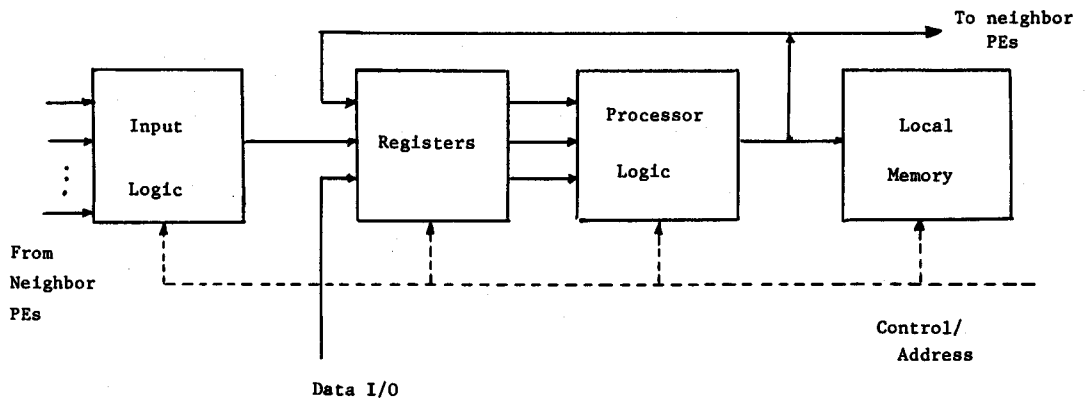 To neighbor
PEs
Input
Logic
Registers
Processor
Logic
Local
Memory
From
Neighbor
PEs
Control/
Address
Data I/O